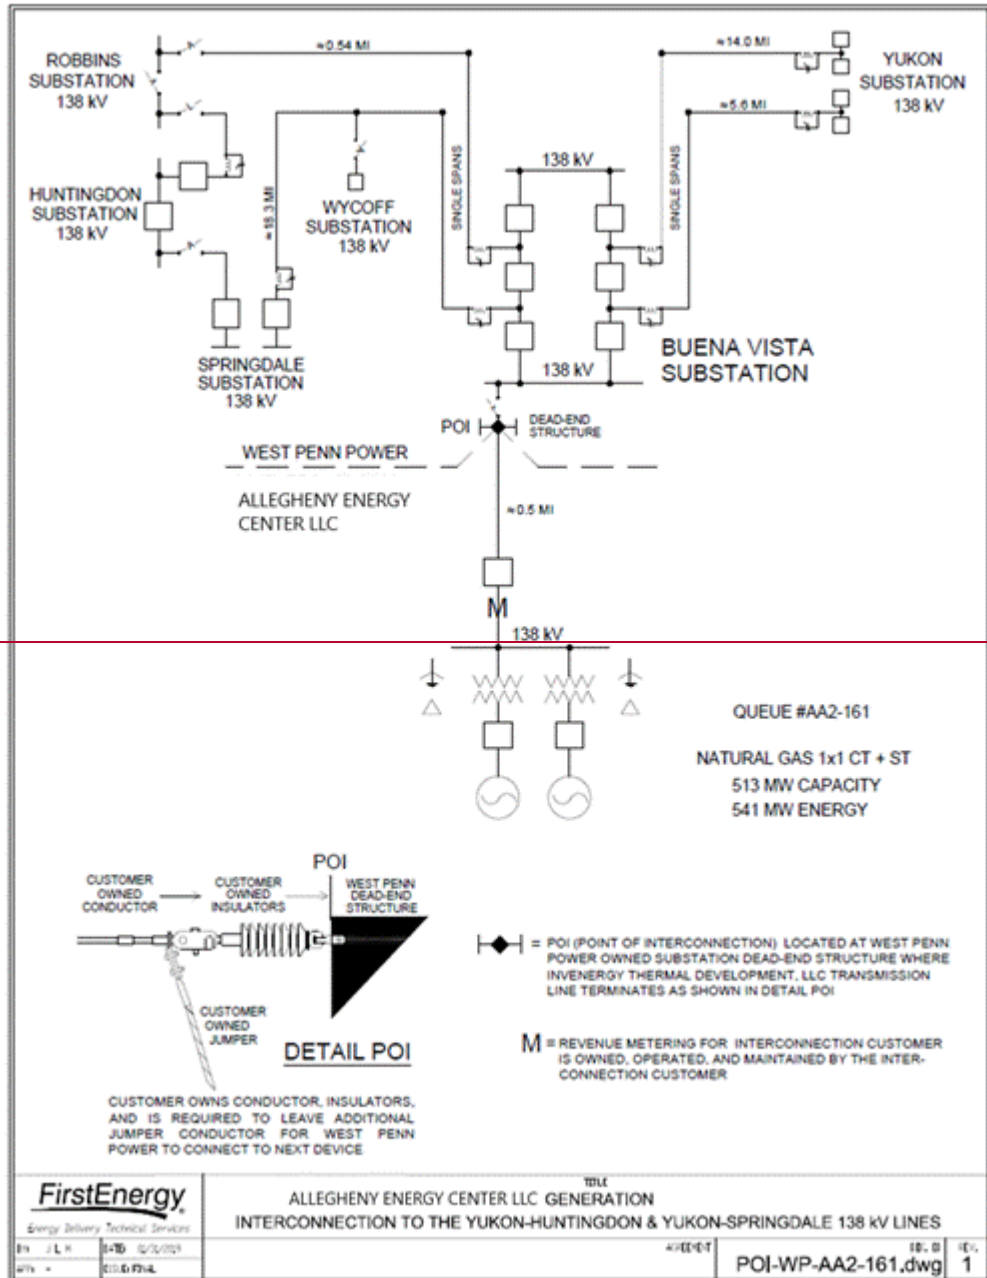 ≈0.54 MI
≈14.0 MI
ROBBINS
SUBSTATION
138 kV
YUKON
SUBSTATION
138 kV
≈5.6 MI
138 kV
SINGLE SPANS
SINGLE SPANS
HUNTINGDON
SUBSTATION
138 kV
≈18.3 MI
WYCOFF
SUBSTATION
138 kV
BUENA VISTA
SUBSTATION
SPRINGDALE
SUBSTATION
138 kV
138 kV
POI
DEAD-END
STRUCTURE
WEST PENN POWER
ALLEGHENY ENERGY
CENTER LLC
≈0.5 MI
M
138 kV
QUEUE #AA2-161
NATURAL GAS 1x1 CT + ST
513 MW CAPACITY
541 MW ENERGY
POI
CUSTOMER
OWNED
CONDUCTOR
CUSTOMER
OWNED
INSULATORS
WEST PENN
DEAD-END
STRUCTURE
CUSTOMER
OWNED
JUMPER
DETAIL POI
CUSTOMER OWNS CONDUCTOR, INSULATORS,
AND IS REQUIRED TO LEAVE ADDITIONAL
JUMPER CONDUCTOR FOR WEST PENN
POWER TO CONNECT TO NEXT DEVICE
= POI (POINT OF INTERCONNECTION) LOCATED AT WEST PENN
POWER OWNED SUBSTATION DEAD-END STRUCTURE WHERE
INVENERGY THERMAL DEVELOPMENT, LLC TRANSMISSION
LINE TERMINATES AS SHOWN IN DETAIL POI
M = REVENUE METERING FOR INTERCONNECTION CUSTOMER
IS OWNED, OPERATED, AND MAINTAINED BY THE INTER-
CONNECTION CUSTOMER
FirstEnergy
Energy Delivery Technical Services
TITLE
ALLEGHENY ENERGY CENTER LLC GENERATION
INTERCONNECTION TO THE YUKON-HUNTINGDON & YUKON-SPRINGDALE 138 kV LINES
J L H
DATE
AGREEMENT
POI-WP-AA2-161.dwg
REV.
1